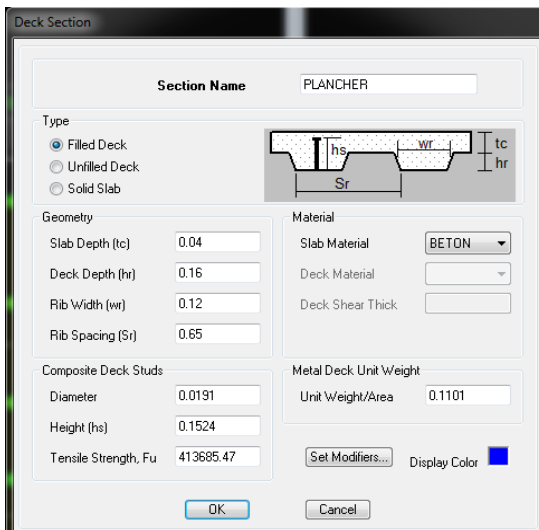 Deck Section
Section Name PLANCHER
Type
Filled Deck
Unfilled Deck
Solid Slab
hs wr tc
hr
Sr
Geometry
Slab Depth (tc) 0.04
Deck Depth (hr) 0.16
Rib Width (wr) 0.12
Rib Spacing (Sr) 0.65
Material
Slab Material BETON
Deck Material
Deck Shear Thick
Composite Deck Studs
Diameter 0.0191
Height (hs) 0.1524
Tensile Strength, Fu 413685.47
Metal Deck Unit Weight
Unit Weight/Area 0.1101
Set Modifiers... Display Color
OK Cancel